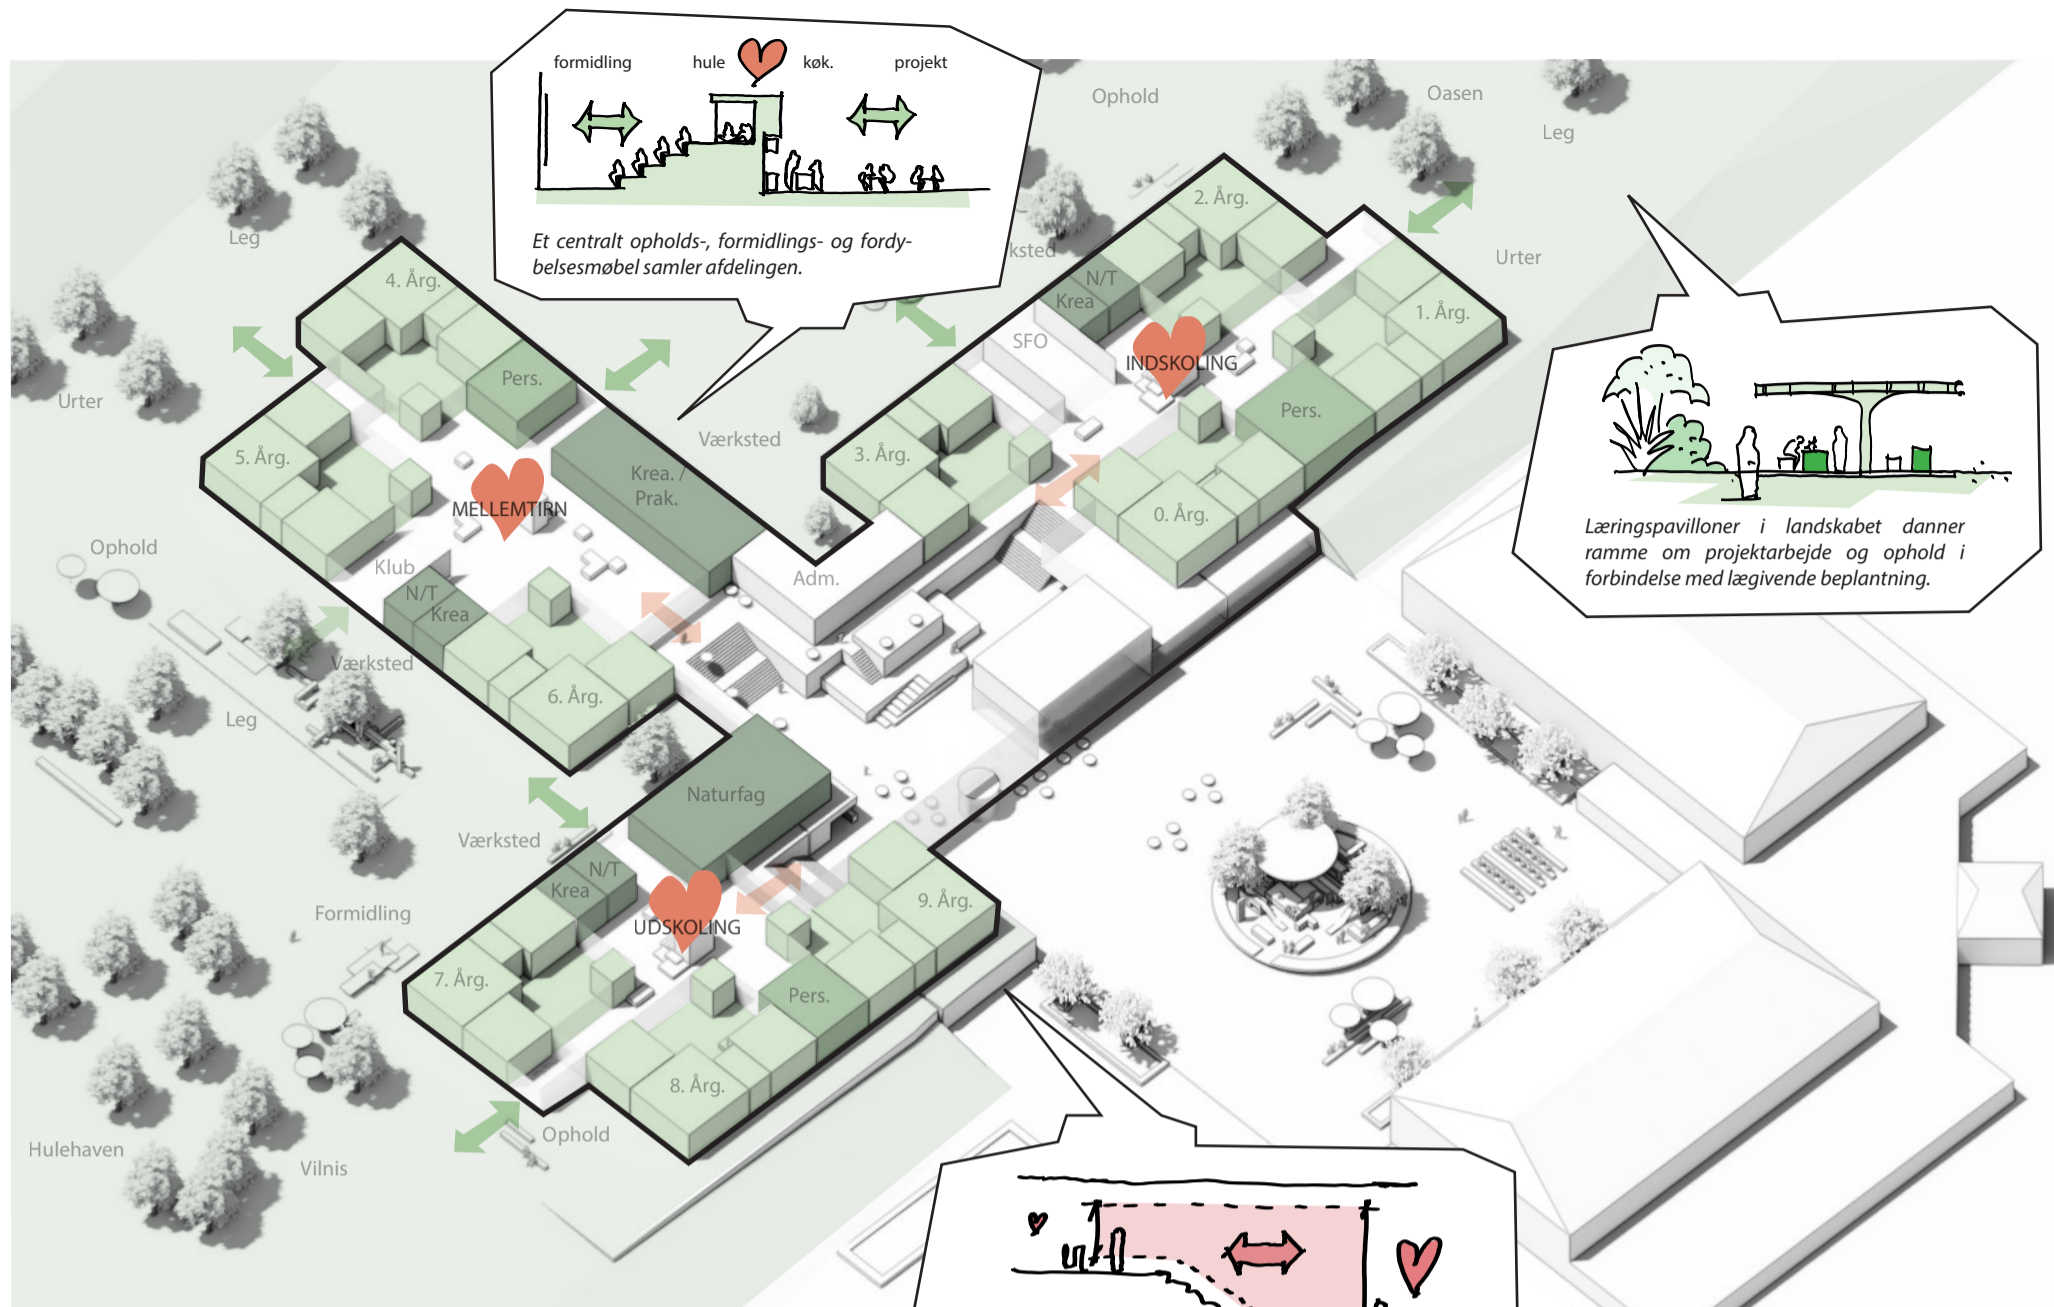 formidling hule køk. projekt
Et centralt opholds-, formidlings- og fordy-
belsesmøbel samler afdelingen.
Ophold
Oasen
Leg
Urter
ksted
Leg
Urter
2. Årg.
N/T
Krea
1. Årg.
SFO
INDSKOLING
Pers.
3. Årg.
0. Årg.
4. Årg.
Pers.
5. Årg.
MELLEMTIRN
Krea. /
Prak.
Værksted
Klub
N/T
Krea
Adm.
6. Årg.
Ophold
Værksted
Leg
Læringspavilloner i landskabet danner
ramme om projektarbejde og ophold i
forbindelse med lægivende beplantning.
Naturfag
Værksted
N/T
Krea
UDSKOLING
9. Årg.
7. Årg.
Pers.
8. Årg.
Formidling
Ophold
Hulehaven
Vilnis